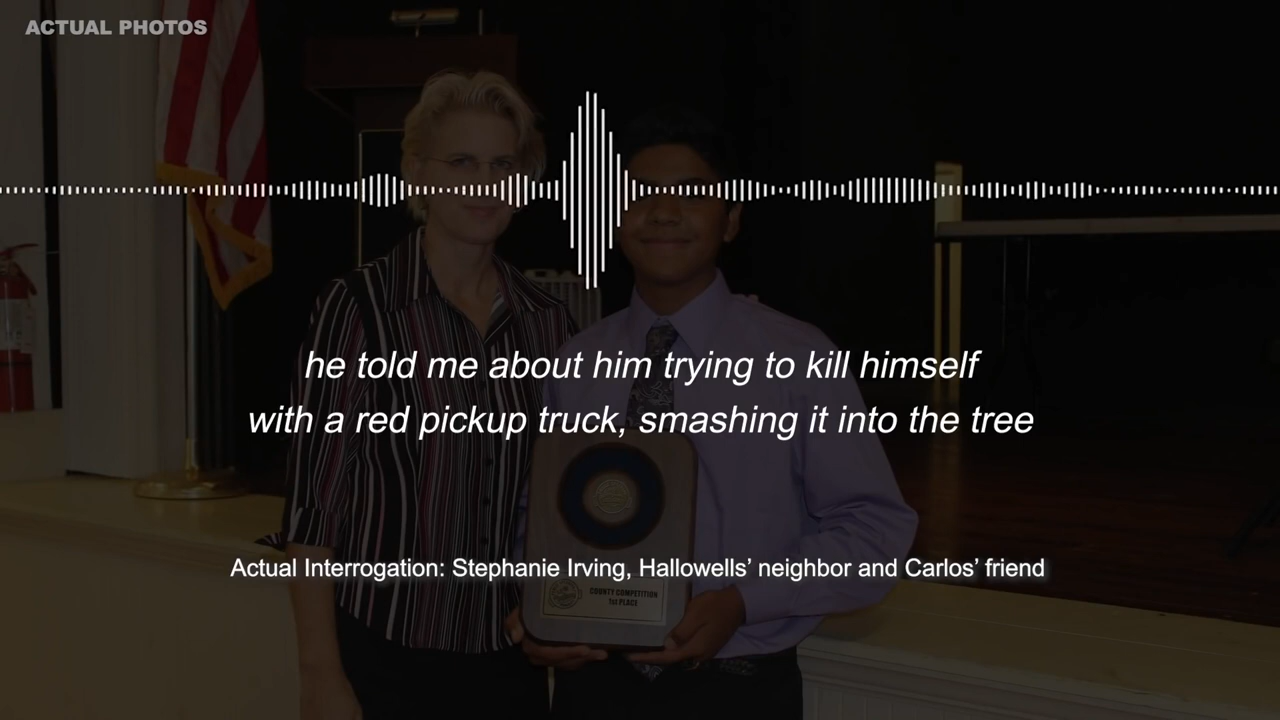 ACTUAL PHOTOS
he told me about him trying to kill himself
with a red pickup truck, smashing it into the tree
Actual Interrogation: Stephanie Irving, Hallowells’ neighbor and Carlos’ friend
COUNTY COMPETITION
1st PLACE